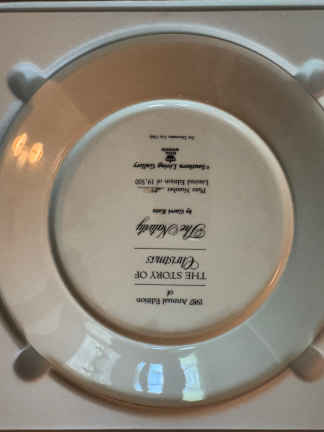 1987 Annual Edition
of
THE STORY OF
Christmas
The Nativity
by
Plate Number
Limited Edition of 19,500
Southern Living Gallery